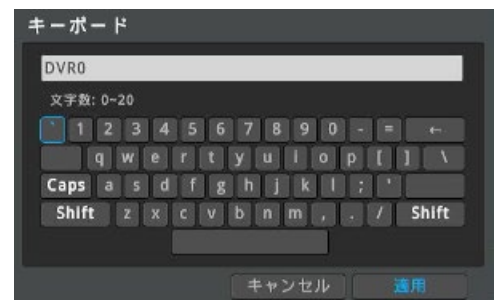 キーボード
DVR0
文字数: 0~20
` 1 2 3 4 5 6 7 8 9 0 - = ←
q w e r t y u i o p [ ] \
Caps a s d f g h j k l ; '
Shift z x c v b n m , . / Shift
キャンセル 適用